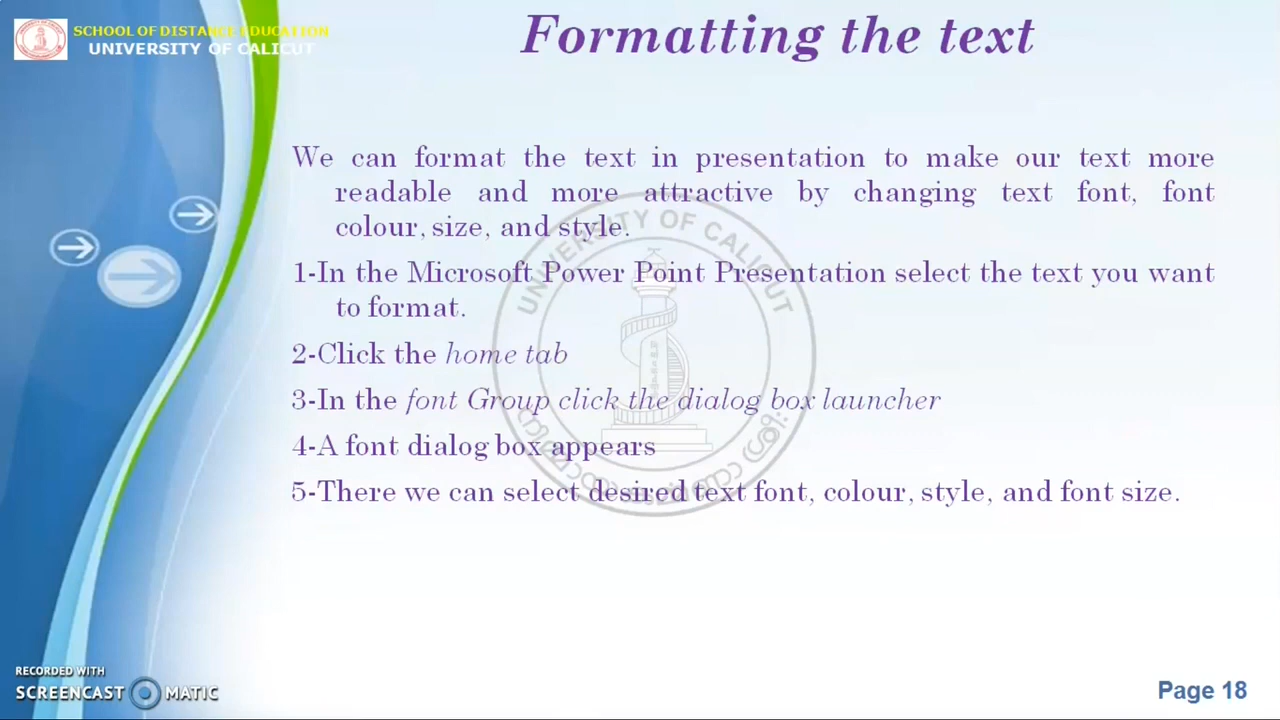 SCHOOL OF DISTANCE EDUCATION
UNIVERSITY OF CALICUT
Formatting the text
We can format the text in presentation to make our text more
readable and more attractive by changing text font, font
colour, size, and style.
1-In the Microsoft Power Point Presentation select the text you want
to format.
2-Click the home tab
3-In the font Group click the dialog box launcher
4-A font dialog box appears
5-There we can select desired text font, colour, style, and font size.
UNIVERSITY OF CALICUT
RECORDED WITH
SCREENCAST MATIC
Page 18